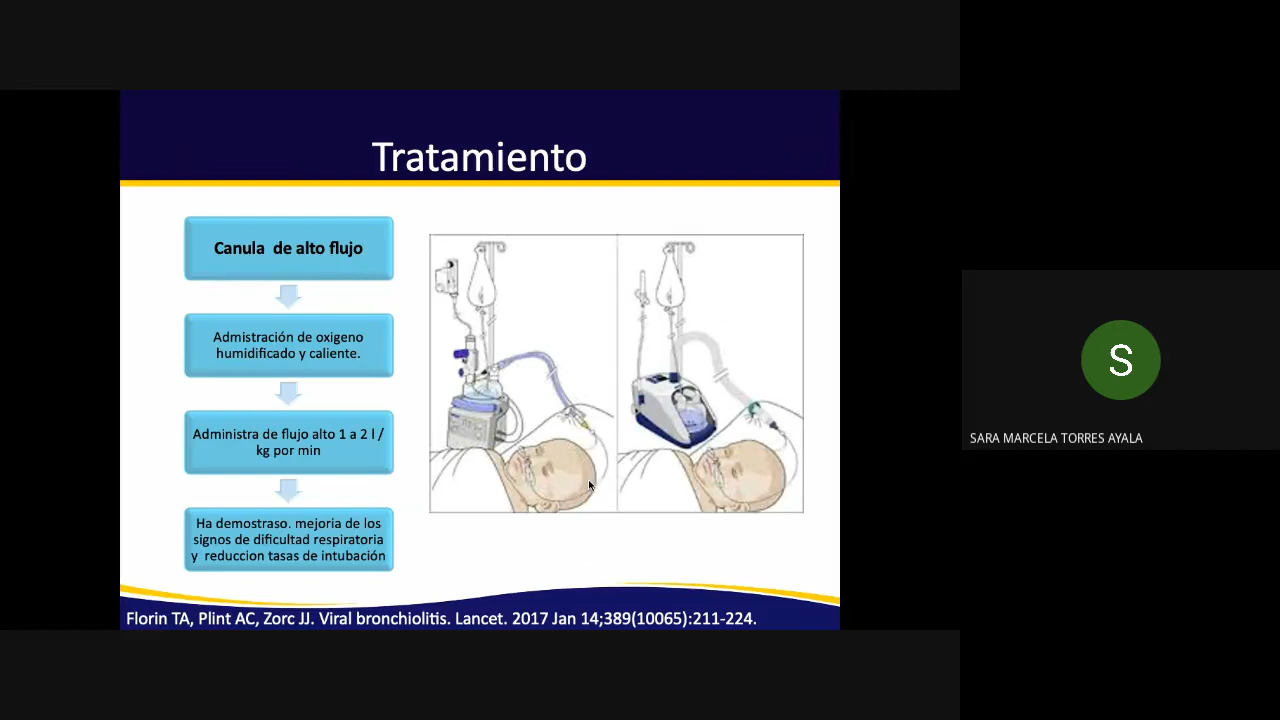 Tratamiento
Canula de alto flujo
Admistración de oxigeno
humidificado y caliente.
Administra de flujo alto 1 a 2 l /
kg por min
Ha demostraso. mejoria de los
signos de dificultad respiratoria
y reduccion tasas de intubación
Florin TA, Plint AC, Zorc JJ. Viral bronchiolitis. Lancet. 2017 Jan 14;389(10065):211-224.
S
SARA MARCELA TORRES AYALA